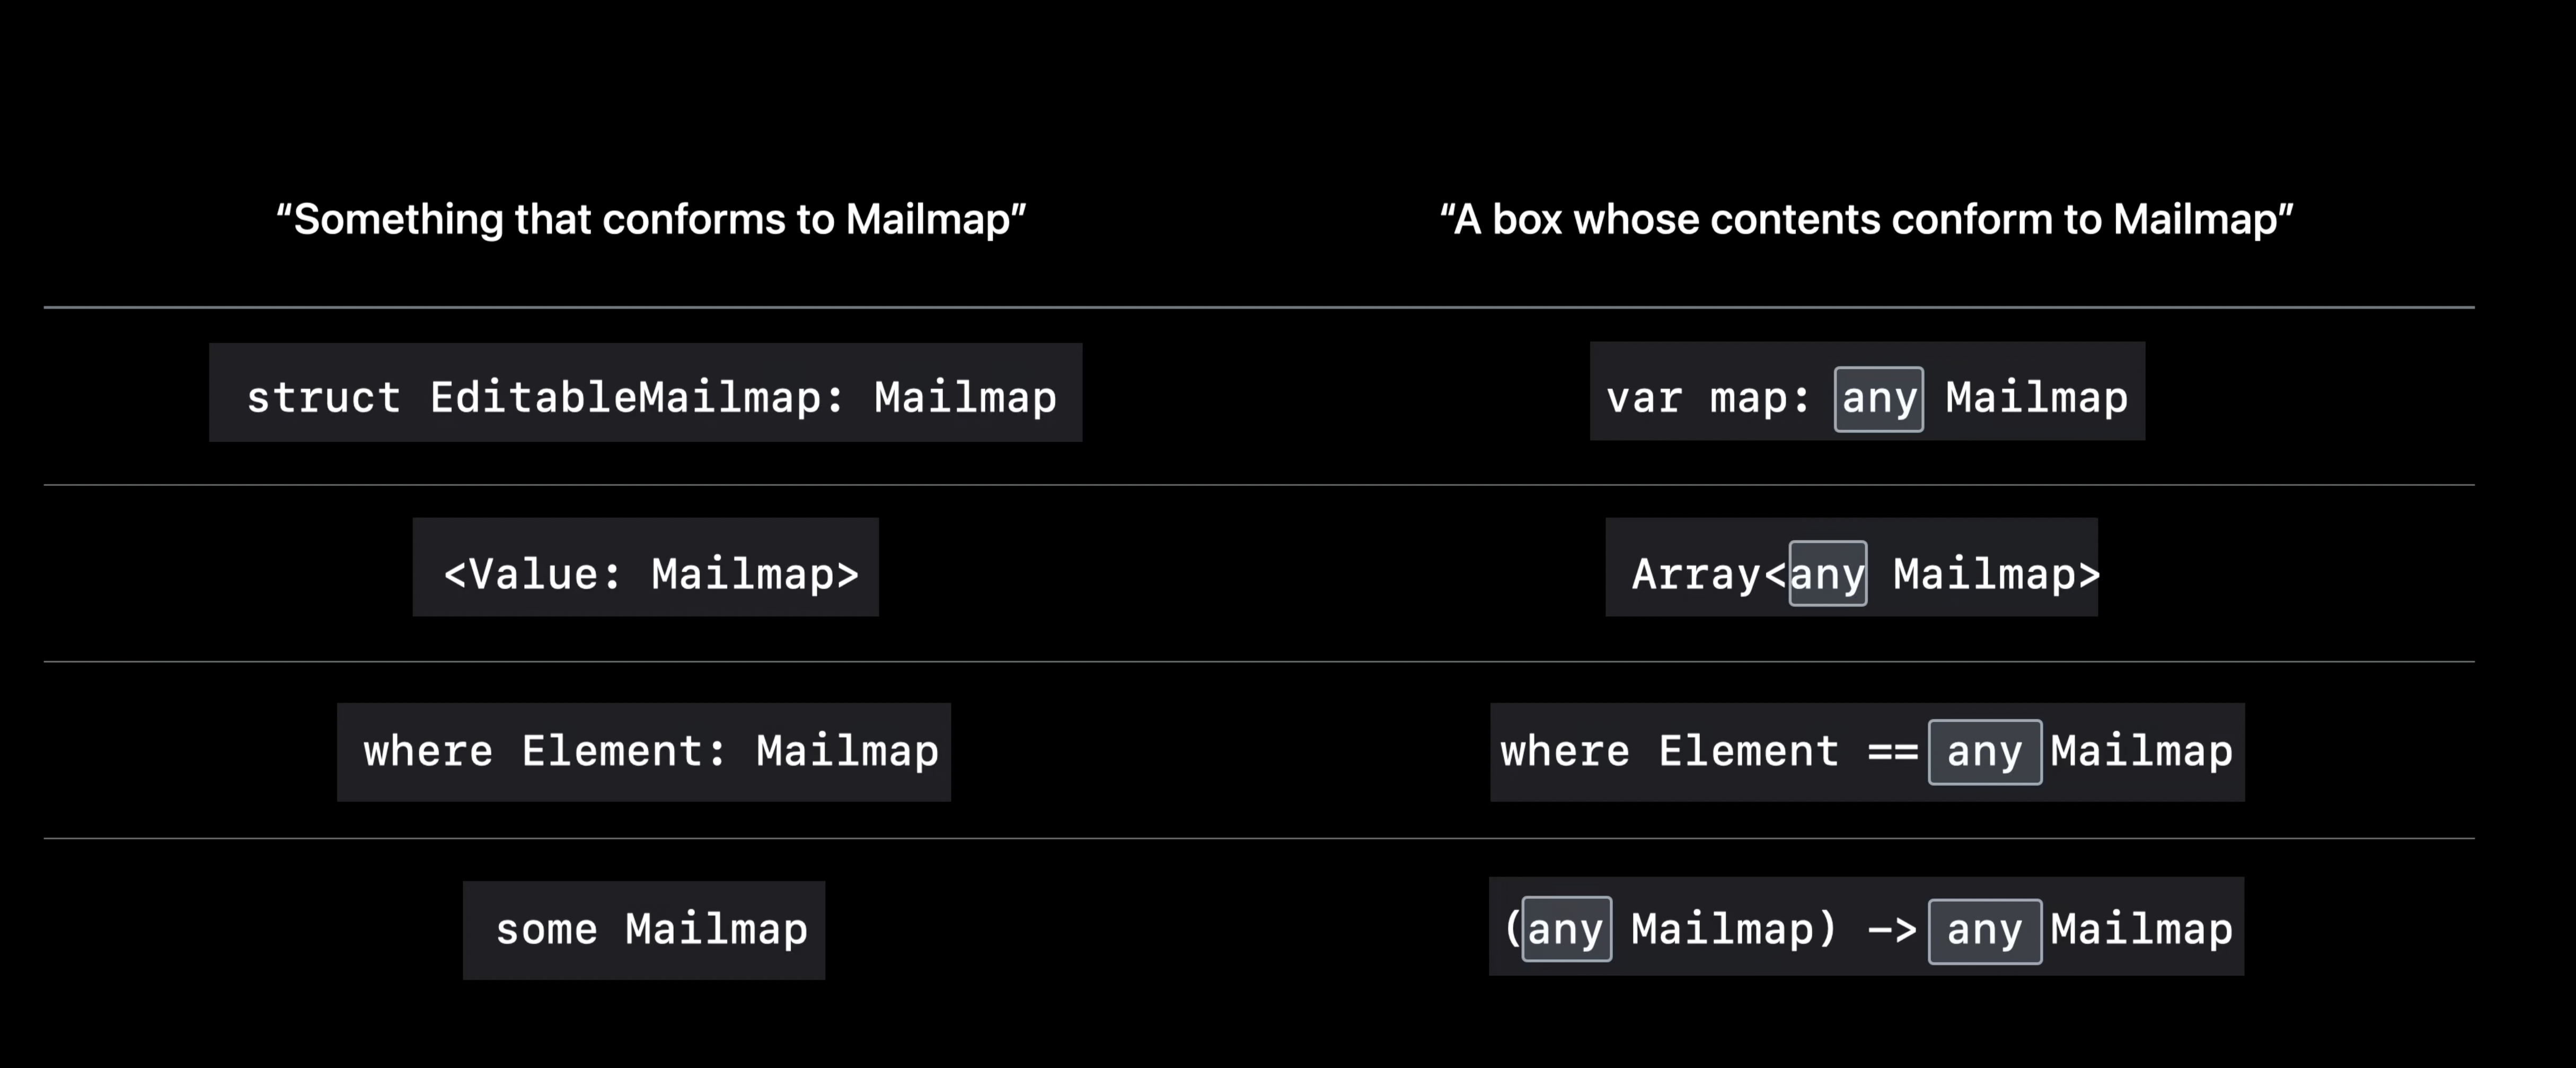 “Something that conforms to Mailmap”
“A box whose contents conform to Mailmap”
struct EditableMailmap: Mailmap
var map: any Mailmap
<Value: Mailmap>
Array<any Mailmap>
where Element: Mailmap
where Element == any Mailmap
some Mailmap
(any Mailmap) -> any Mailmap